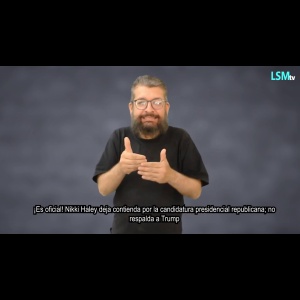 LSMtv
¡Es oficial! Nikki Haley deja contienda por la candidatura presidencial republicana; no
respalda a Trump